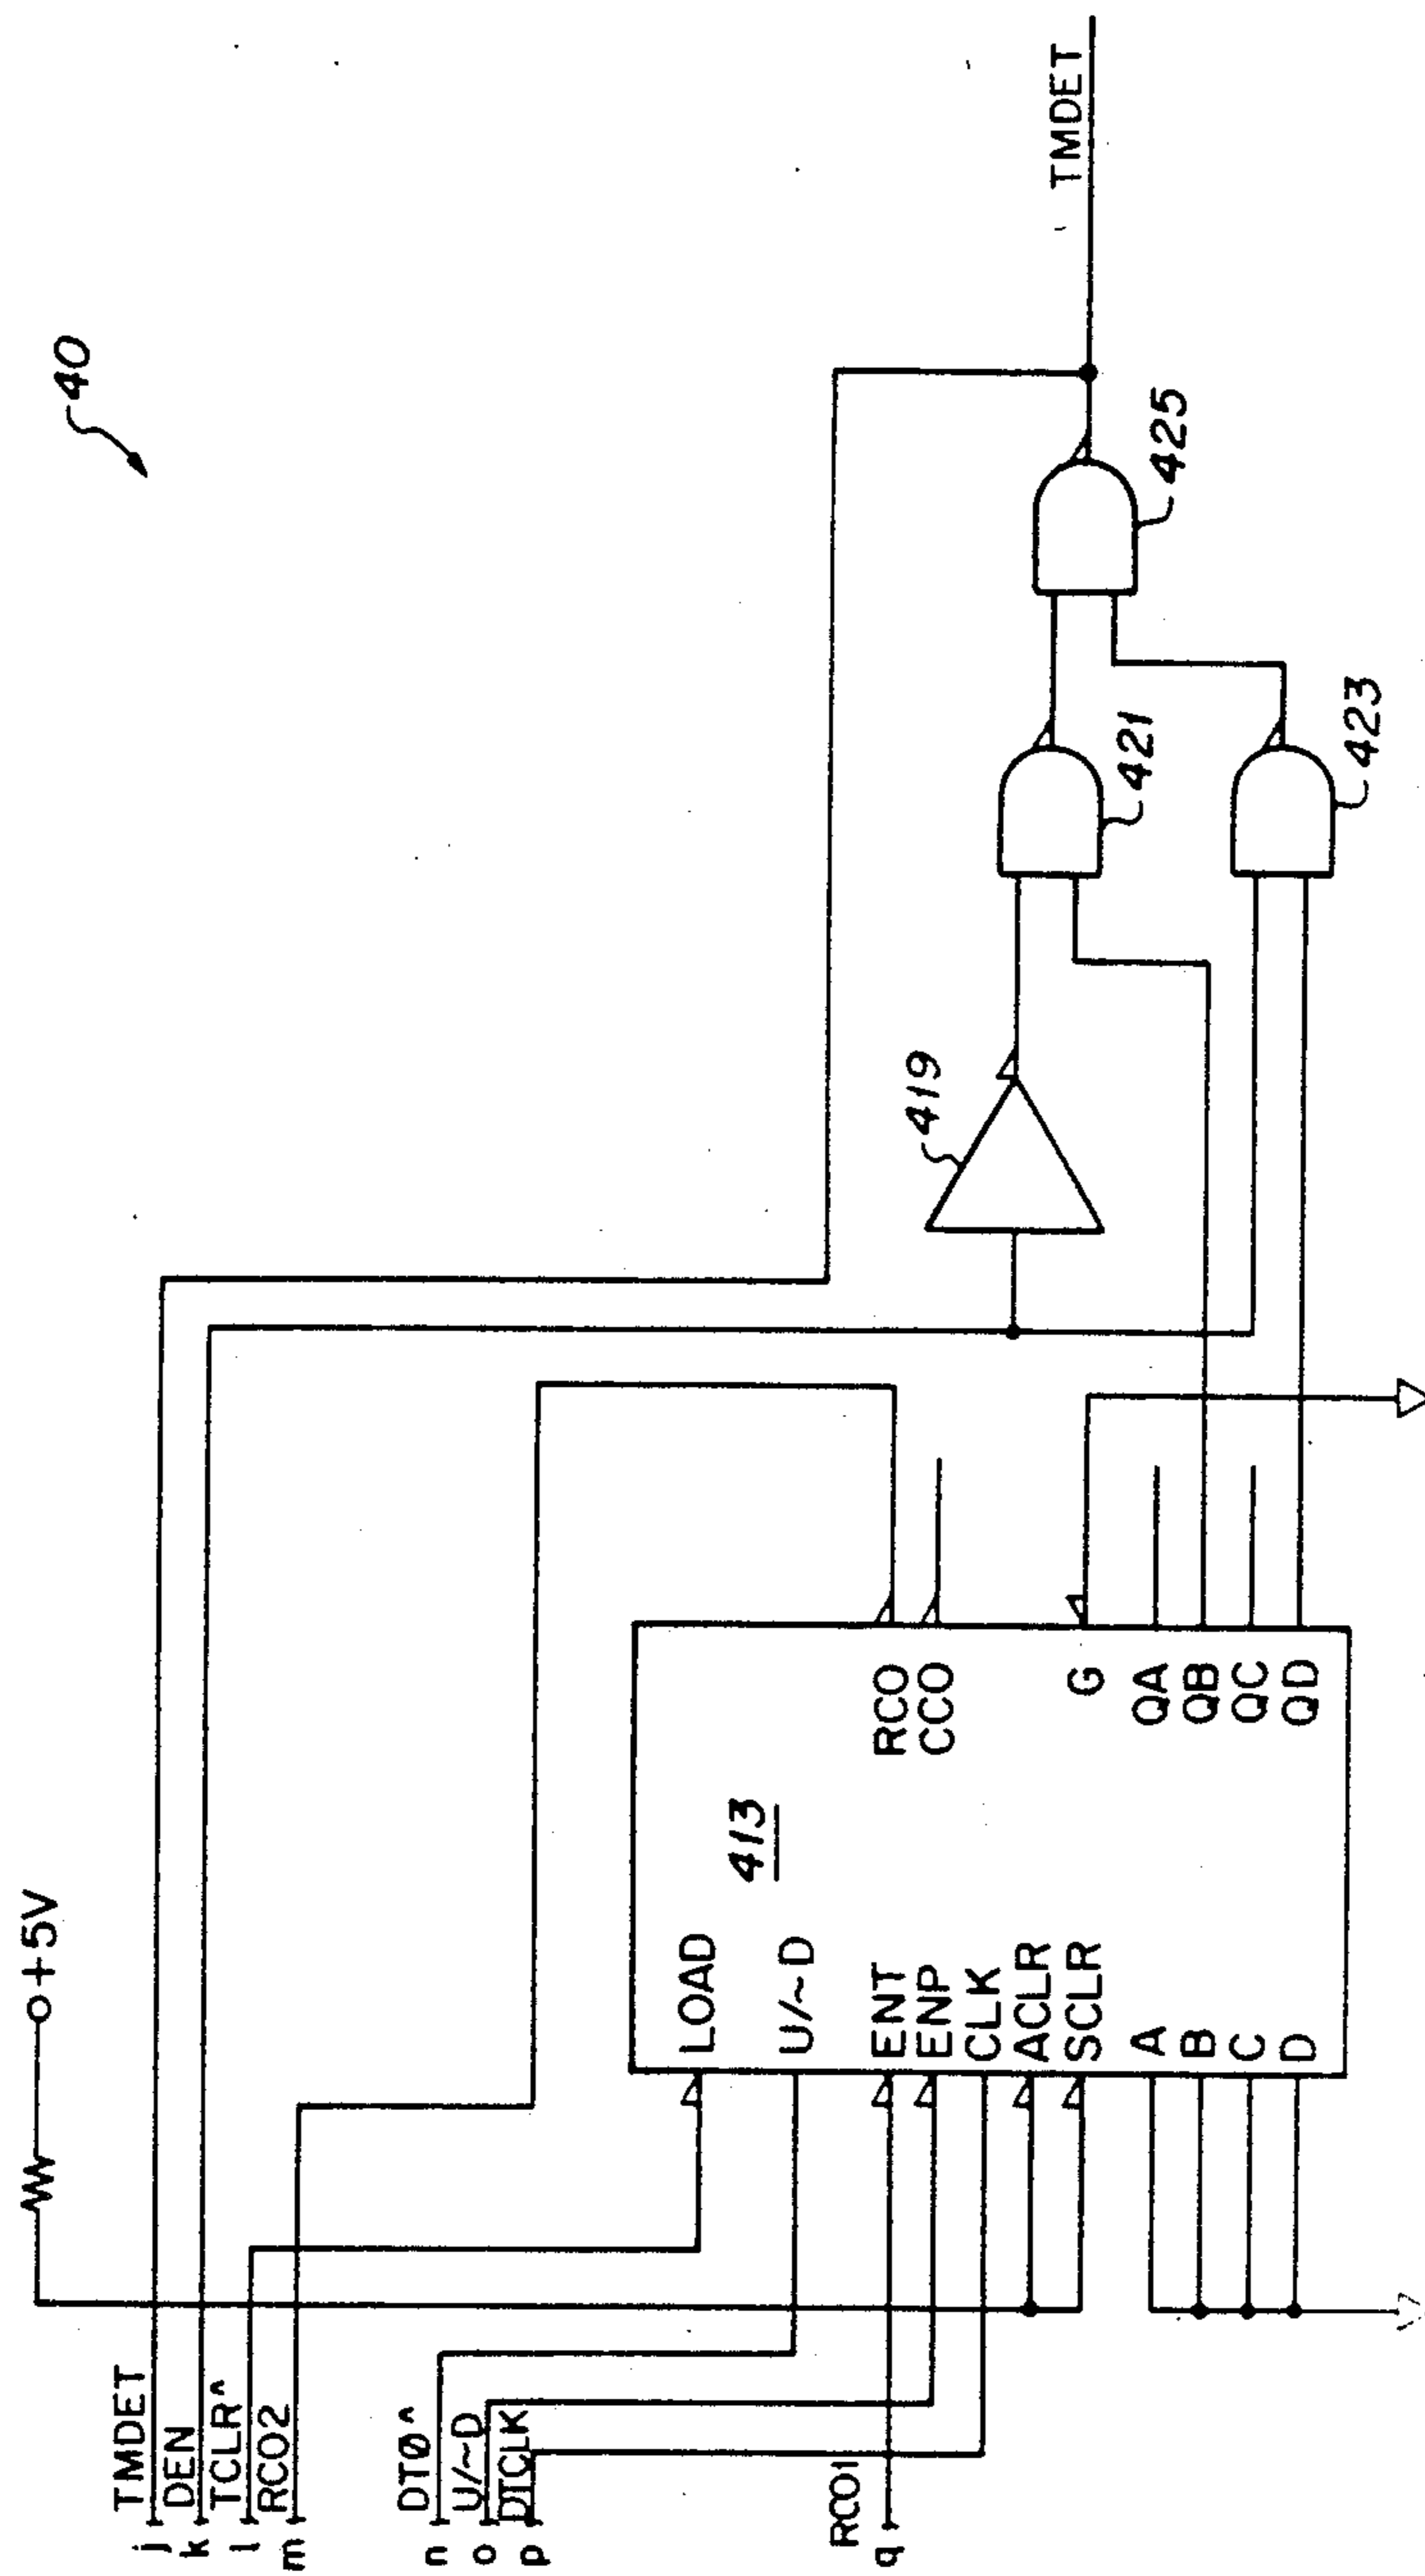 +5V
40
j TMDET
k DEN
l TCLR^
m RCO2
n DTØ^
o U/~D
p DTCLK
RCO1
q
LOAD
U/~D
ENT
ENP
CLK
ACLR
SCLR
A
B
C
D
413
RCO
CCO
G
QA
QB
QC
QD
419
421
423
425
TMDET